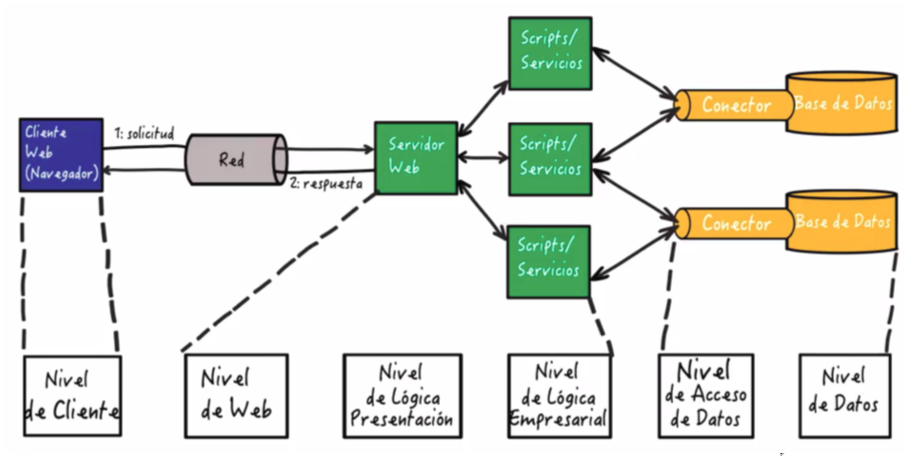 Scripts/
Servicios
Cliente
Web
(Navegador)
1: solicitud
Red
2: respuesta
Servidor
Web
Scripts/
Servicios
Scripts/
Servicios
Conector
Base de Datos
Conector
Base de Datos
Nivel
de Cliente
Nivel
de Web
Nivel
de Lógica
Presentación
Nivel
de Lógica
Empresarial
Nivel
de Acceso
de Datos
Nivel
de Datos